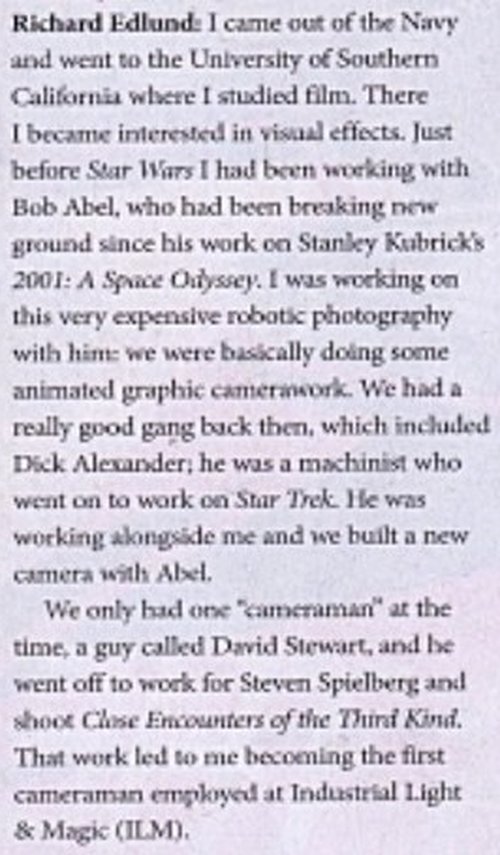 Richard Edlund: I came out of the Navy
and went to the University of Southern
California where I studied film. There
I became interested in visual effects. Just
before Star Wars I had been working with
Bob Abel, who had been breaking new
ground since his work on Stanley Kubrick's
2001: A Space Odyssey. I was working on
this very expensive robotic photography
with him: we were basically doing some
animated graphic camerawork. We had a
really good gang back then, which included
Dick Alexander; he was a machinist who
went on to work on Star Trek. He was
working alongside me and we built a new
camera with Abel.
We only had one "cameraman" at the
time, a guy called David Stewart, and he
went off to work for Steven Spielberg and
shoot Close Encounters of the Third Kind.
That work led to me becoming the first
cameraman employed at Industrial Light
& Magic (ILM).